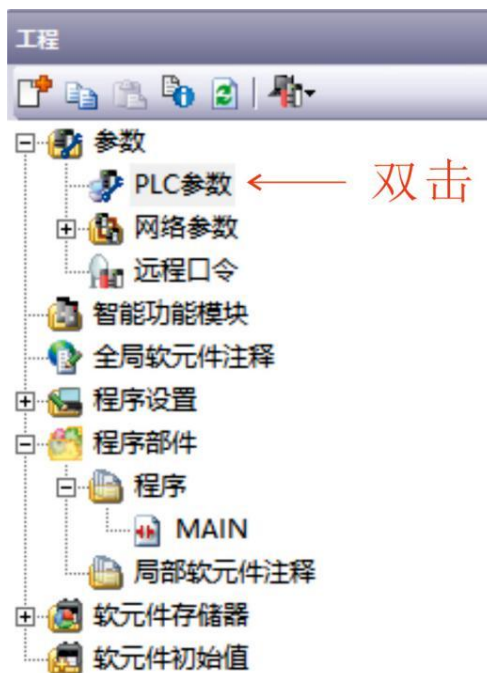 工程
参数
PLC参数 双击
网络参数
远程口令
智能功能模块
全局软元件注释
程序设置
程序部件
程序
MAIN
局部软元件注释
软元件存储器
软元件初始值